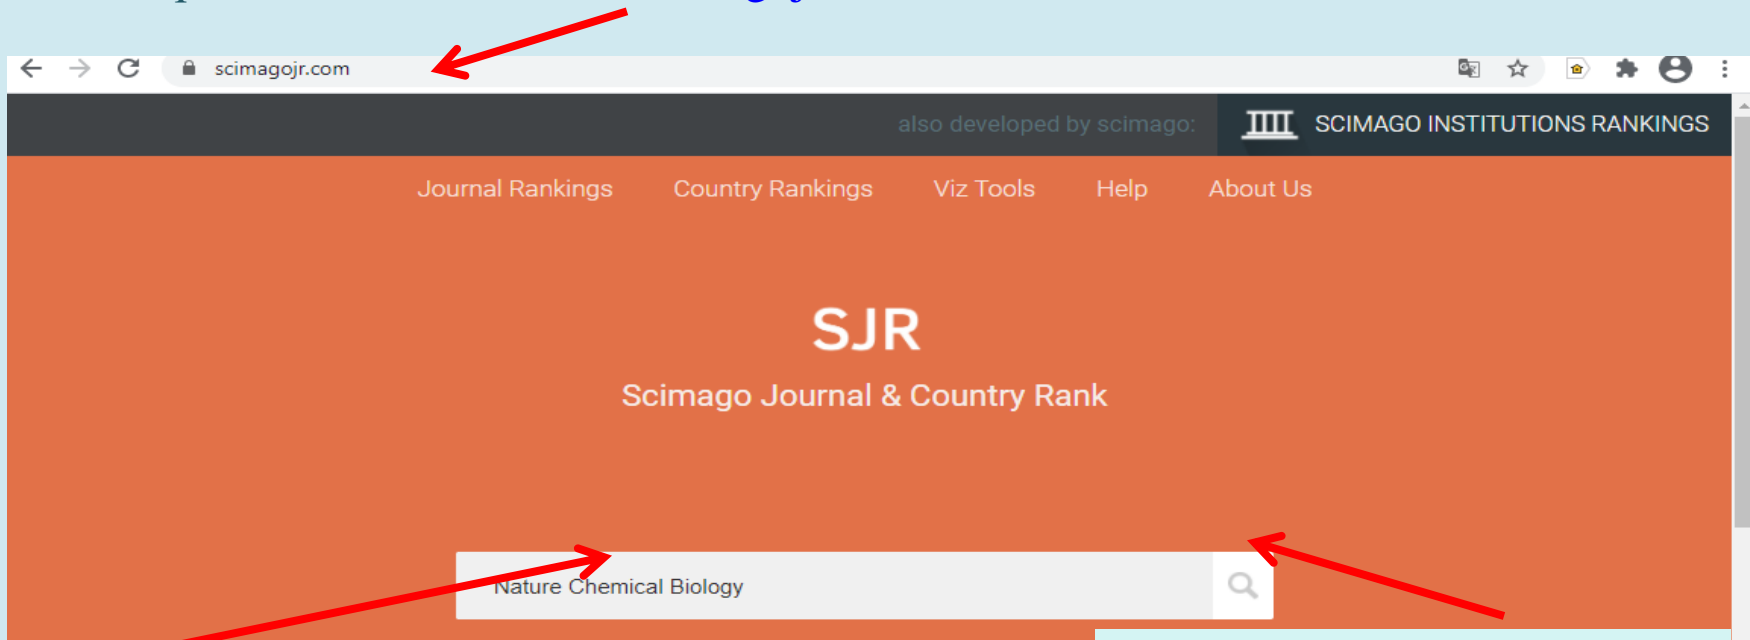 scimagojr.com
also developed by scimago:
SCIMAGO INSTITUTIONS RANKINGS
Journal Rankings Country Rankings Viz Tools Help About Us
SJR
Scimago Journal & Country Rank
Nature Chemical Biology